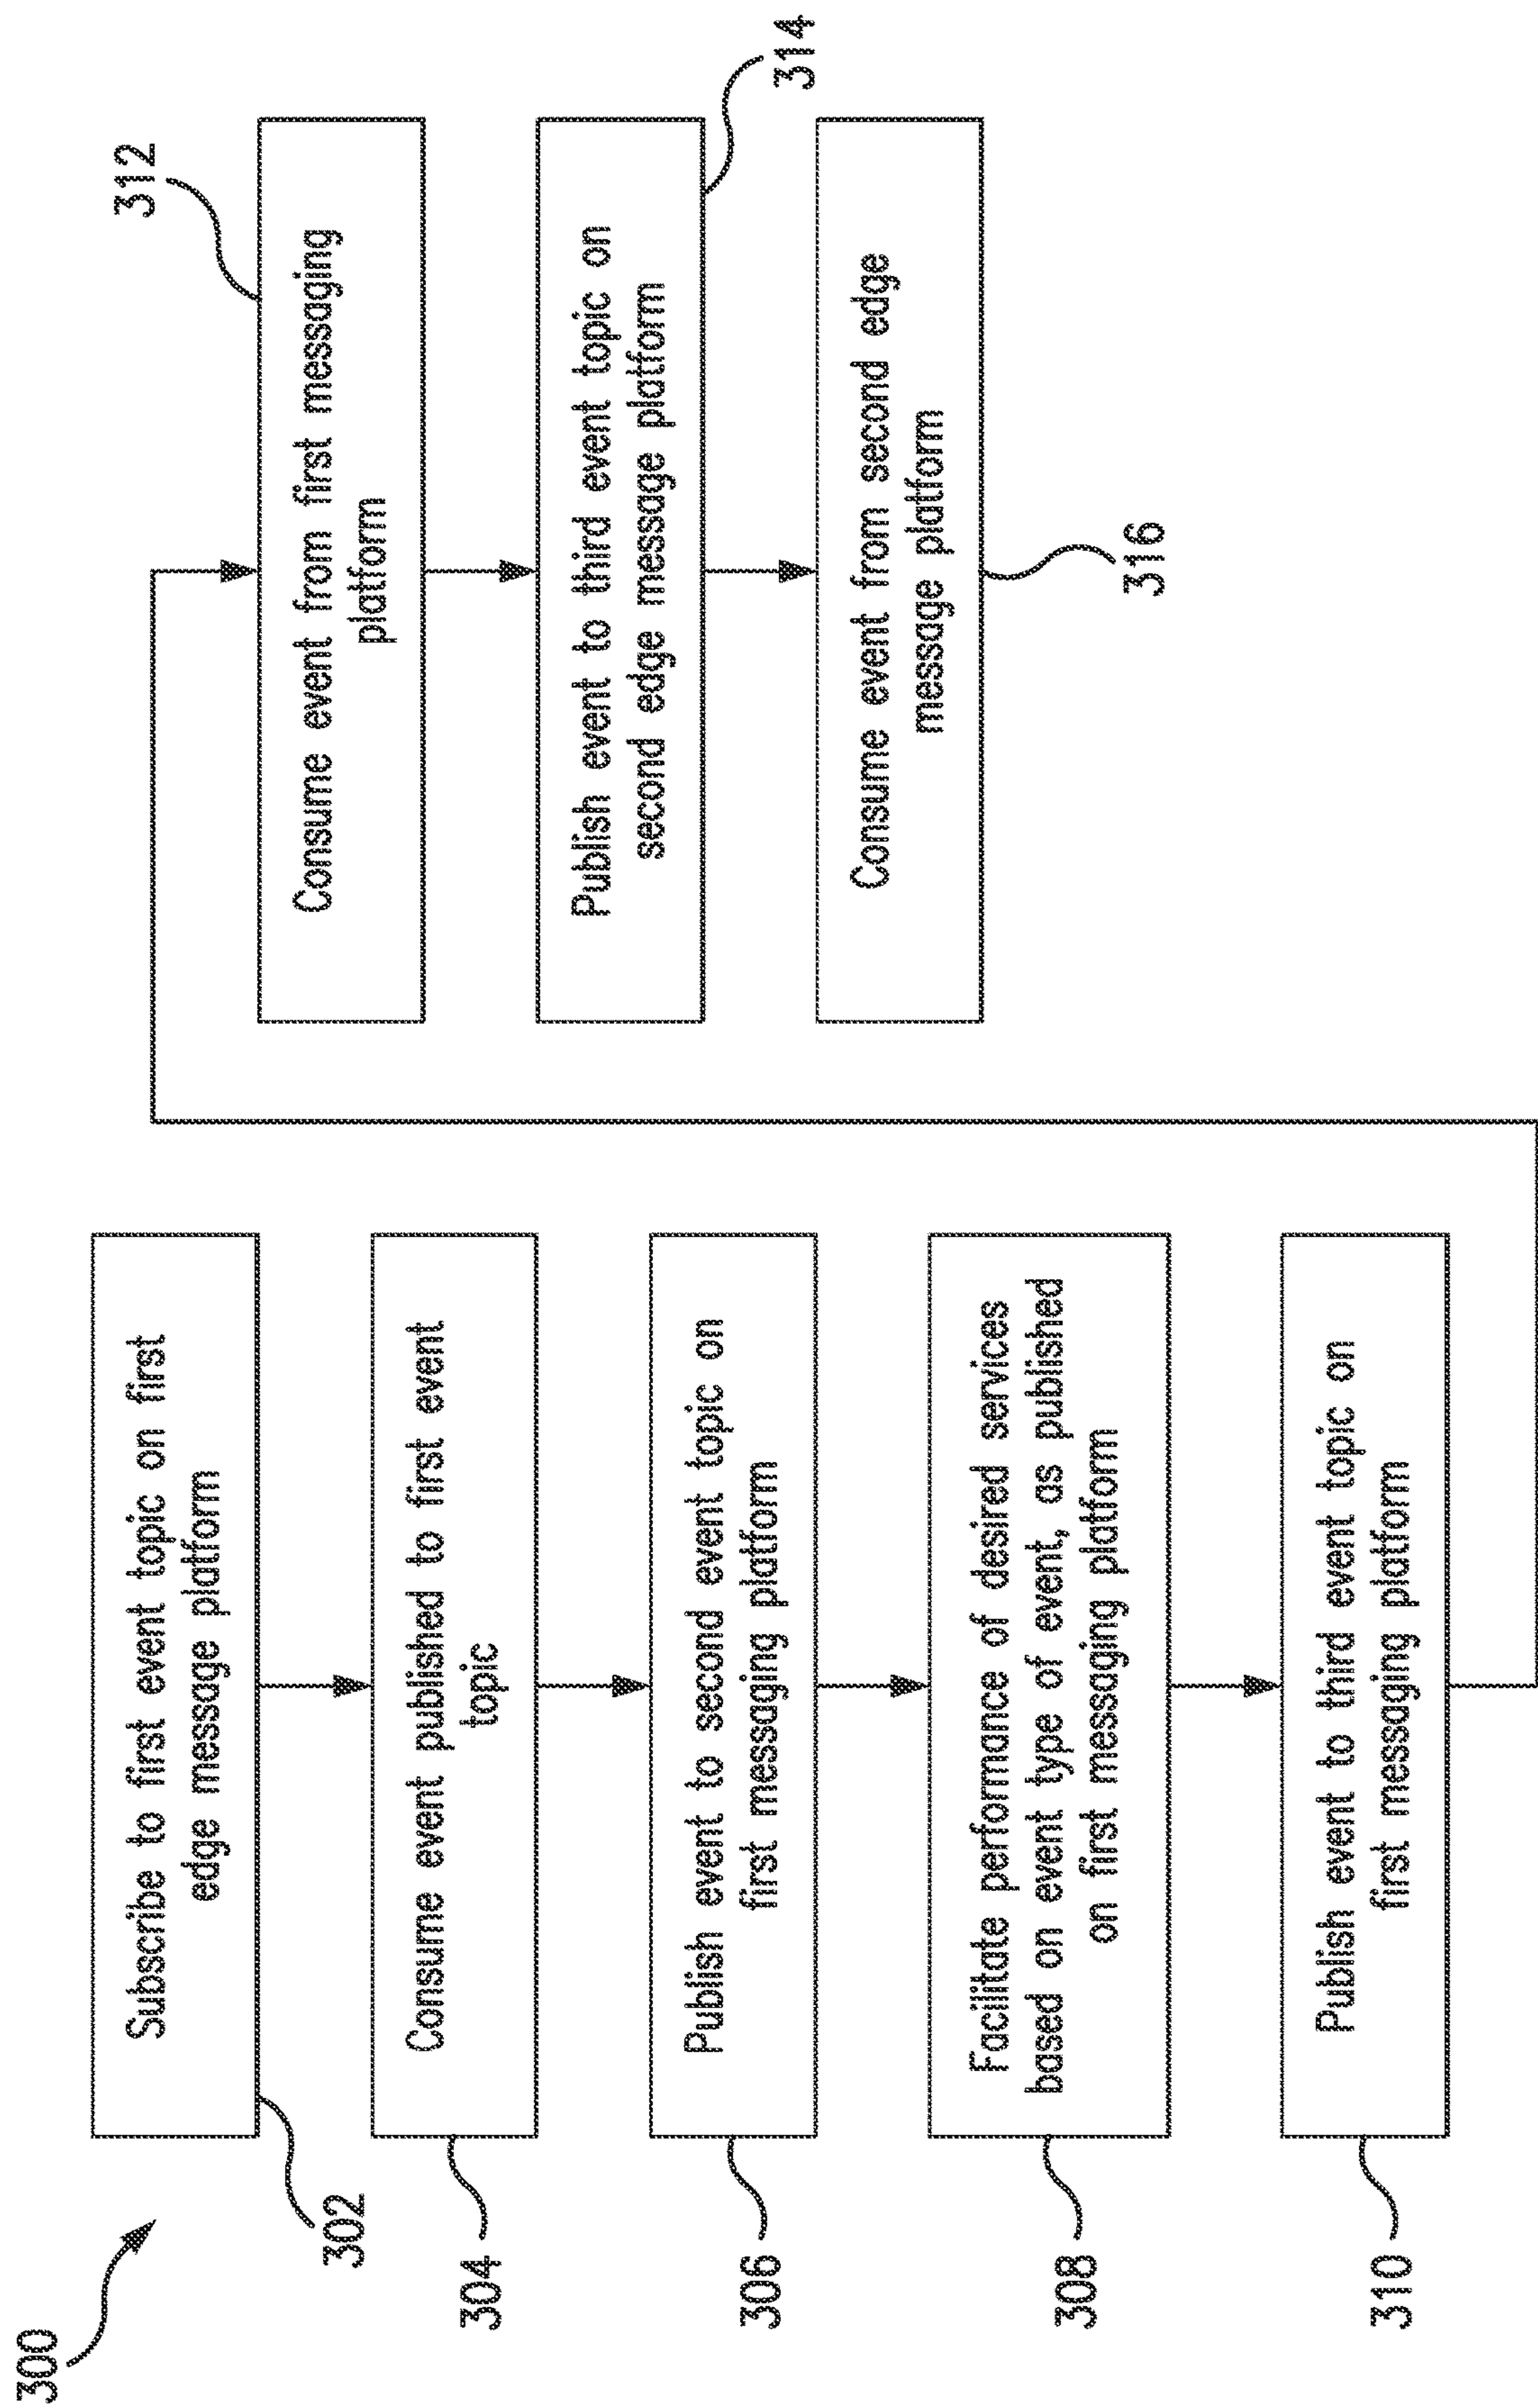 300
302
Subscribe to first event topic on first
edge message platform
304
Consume event published to first event
topic
306
Publish event to second event topic on
first messaging platform
308
Facilitate performance of desired services
based on event type of event, as published
on first messaging platform
310
Publish event to third event topic on
first messaging platform
312
Consume event from first messaging
platform
314
Publish event to third event topic on
second edge message platform
Consume event from second edge
message platform
316